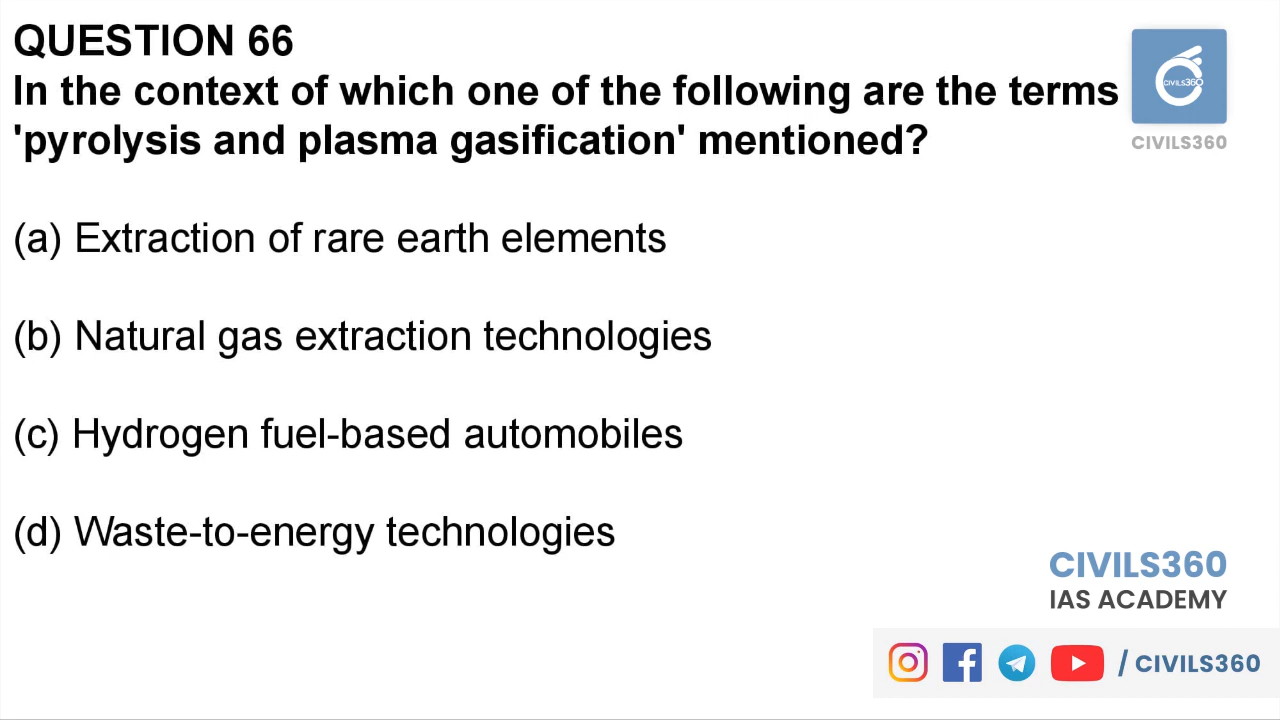 QUESTION 66
In the context of which one of the following are the terms
'pyrolysis and plasma gasification' mentioned?
(a) Extraction of rare earth elements
(b) Natural gas extraction technologies
(c) Hydrogen fuel-based automobiles
(d) Waste-to-energy technologies
CIVILS360
CIVILS360
CIVILS360
IAS ACADEMY
/ CIVILS360